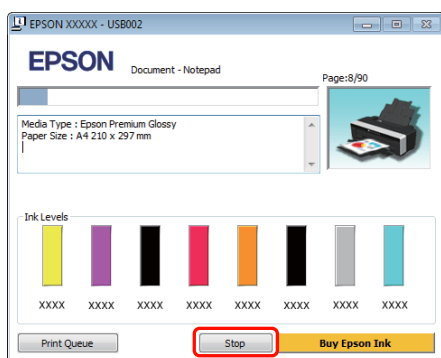 EPSON XXXXX - USB002
EPSON
Document - Notepad
Page:8/90
Media Type : Epson Premium Glossy
Paper Size : A4 210 x 297 mm
Ink Levels
XXXX XXXX XXXX XXXX XXXX XXXX XXXX XXXX
Print Queue Stop Buy Epson Ink